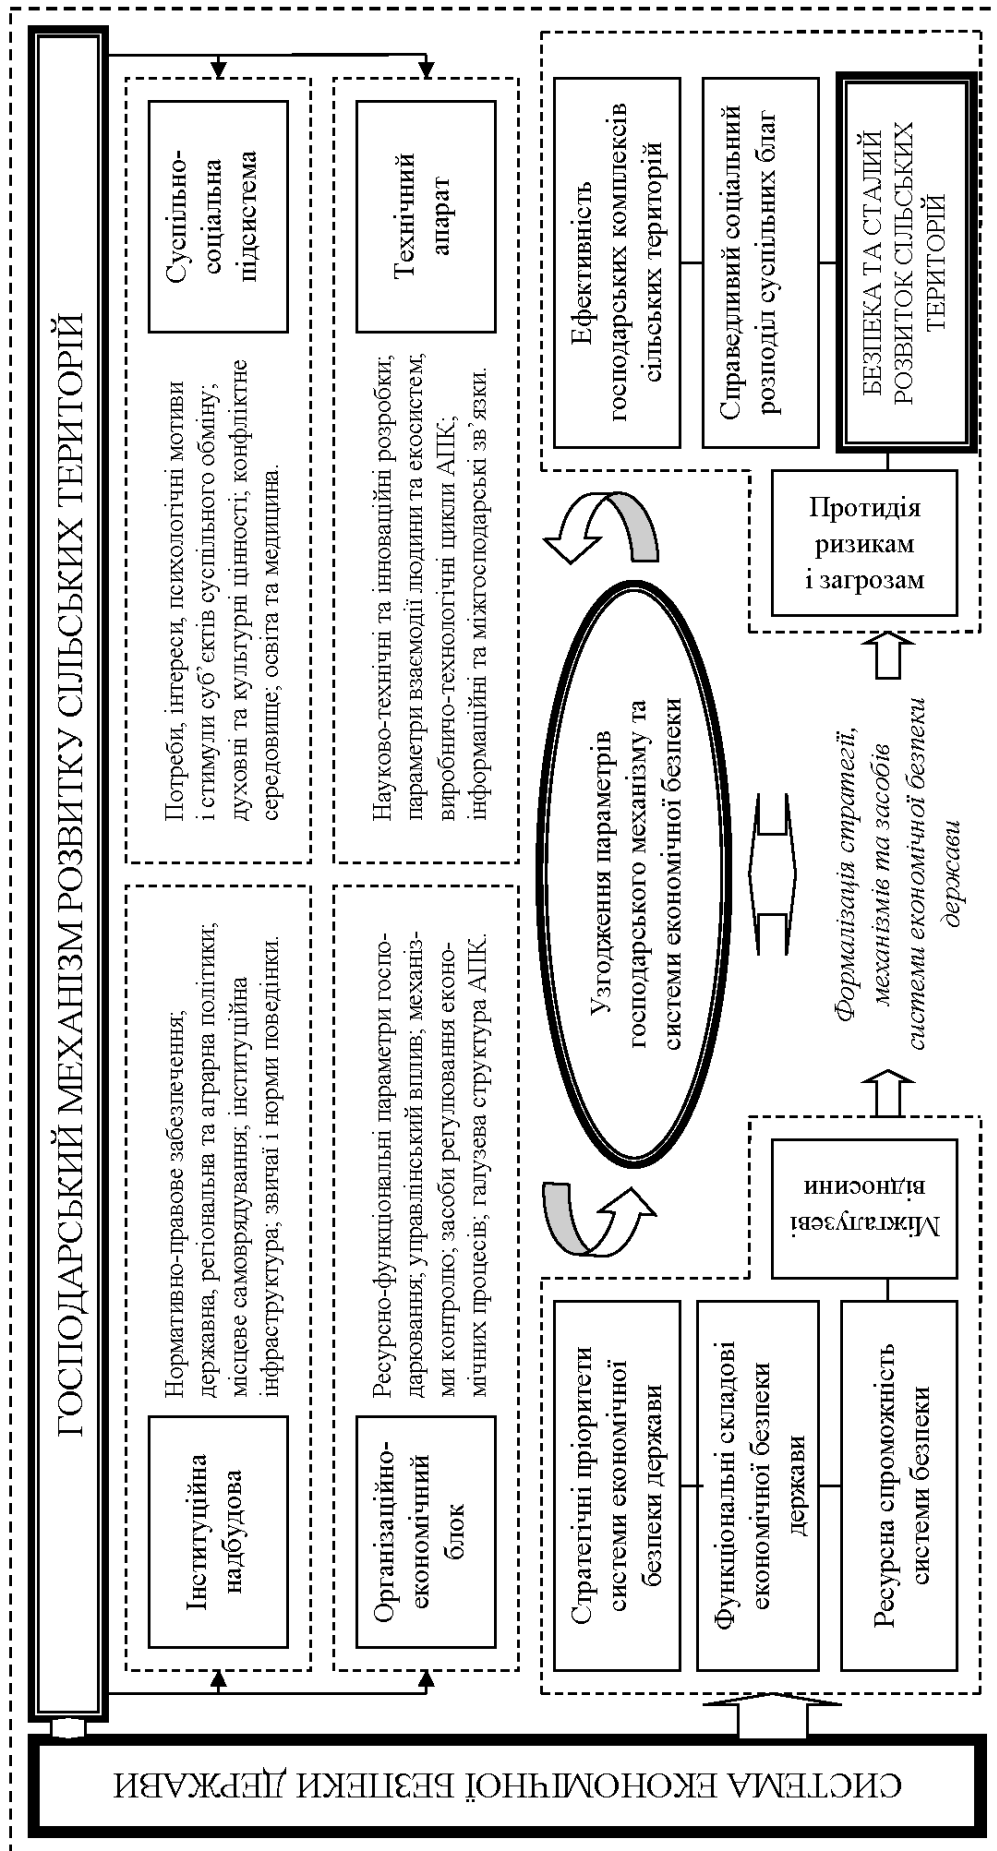 ГОСПОДАРСЬКИЙ МЕХАНІЗМ РОЗВИТКУ СІЛЬСЬКИХ ТЕРИТОРІЙ
СИСТЕМА ЕКОНОМІЧНОЇ БЕЗПЕКИ ДЕРЖАВИ
Інституційна
надбудова
Нормативно-правове забезпечення;
державна, регіональна та аграрна політики;
місцеве самоврядування; інституційна
інфраструктура; звичаї і норми поведінки.
Потреби, інтереси, психологічні мотиви
і стимули суб’єктів суспільного обміну;
духовні та культурні цінності; конфліктне
середовище; освіта та медицина.
Суспільно-
соціальна
підсистема
Організаційно-
економічний
блок
Ресурсно-функціональні параметри госпо-
дарювання; управлінський вплив; механіз-
ми контролю; засоби регулювання еконо-
мічних процесів; галузева структура АПК.
Науково-технічні та інноваційні розробки;
параметри взаємодії людини та екосистем;
виробничо-технологічні цикли АПК;
інформаційні та міжгосподарські зв’язки.
Технічний
апарат
Стратегічні пріоритети
системи економічної
безпеки держави
Функціональні складові
економічної безпеки
держави
Ресурсна спроможність
системи безпеки
Міжгалузеві
відносини
Узгодження параметрів
господарського механізму та
системи економічної безпеки
Формалізація стратегії,
механізмів та засобів
системи економічної безпеки
держави
Ефективність
господарських комплексів
сільських територій
Справедливий соціальний
розподіл суспільних благ
БЕЗПЕКА ТА СТАЛИЙ
РОЗВИТОК СІЛЬСЬКИХ
ТЕРИТОРІЙ
Протидія
ризикам
і загрозам